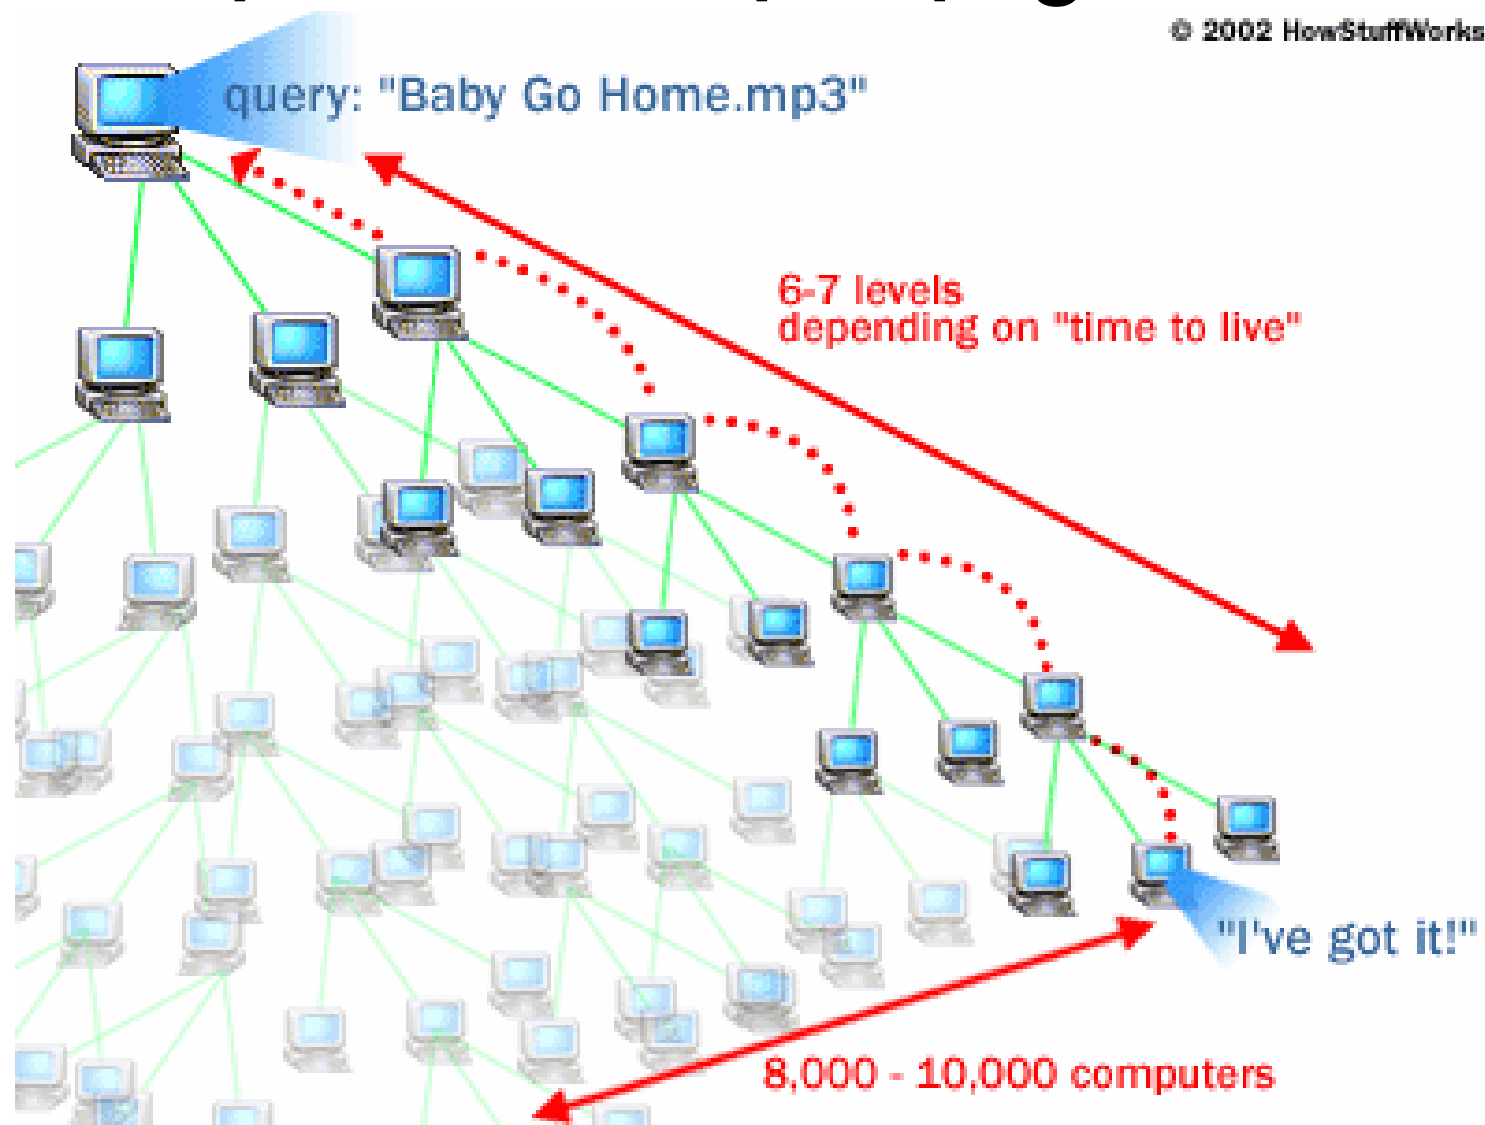 © 2002 HowStuffWorks
query: "Baby Go Home.mp3"
6-7 levels
depending on "time to live"
"I've got it!"
8,000 - 10,000 computers